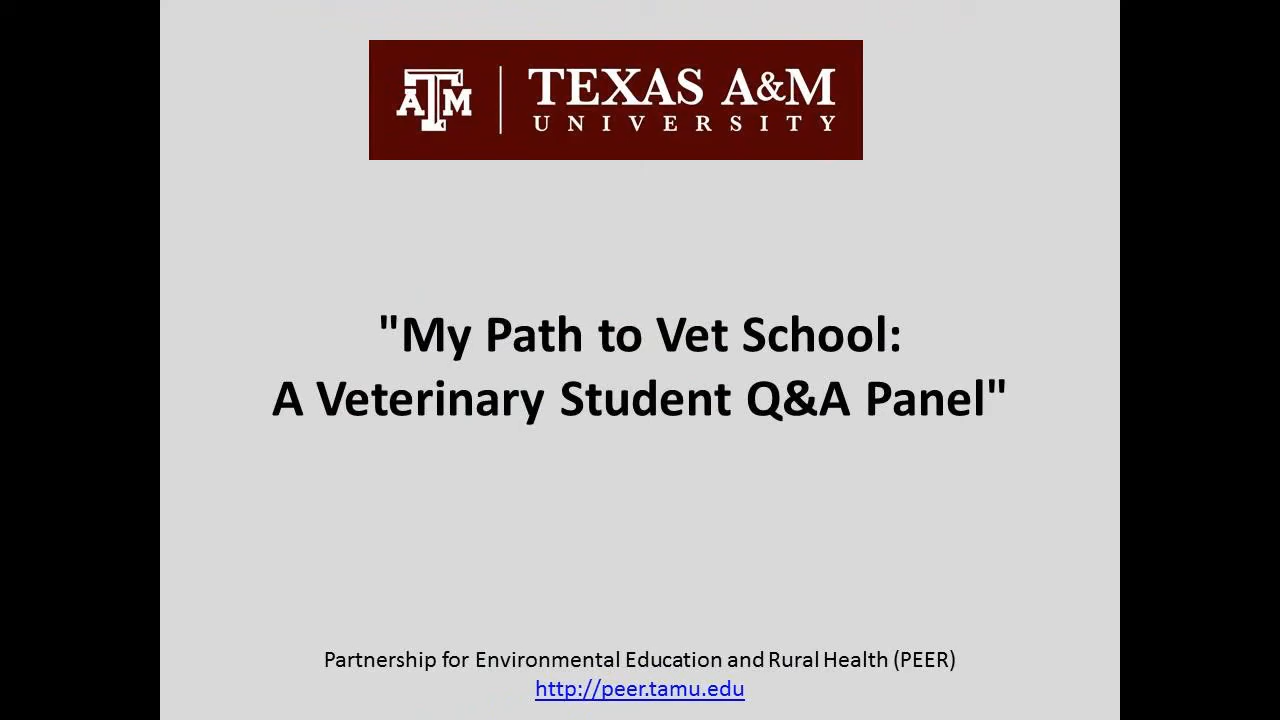 ATM
TEXAS A&M
UNIVERSITY
"My Path to Vet School:
A Veterinary Student Q&A Panel"
Partnership for Environmental Education and Rural Health (PEER)
http://peer.tamu.edu